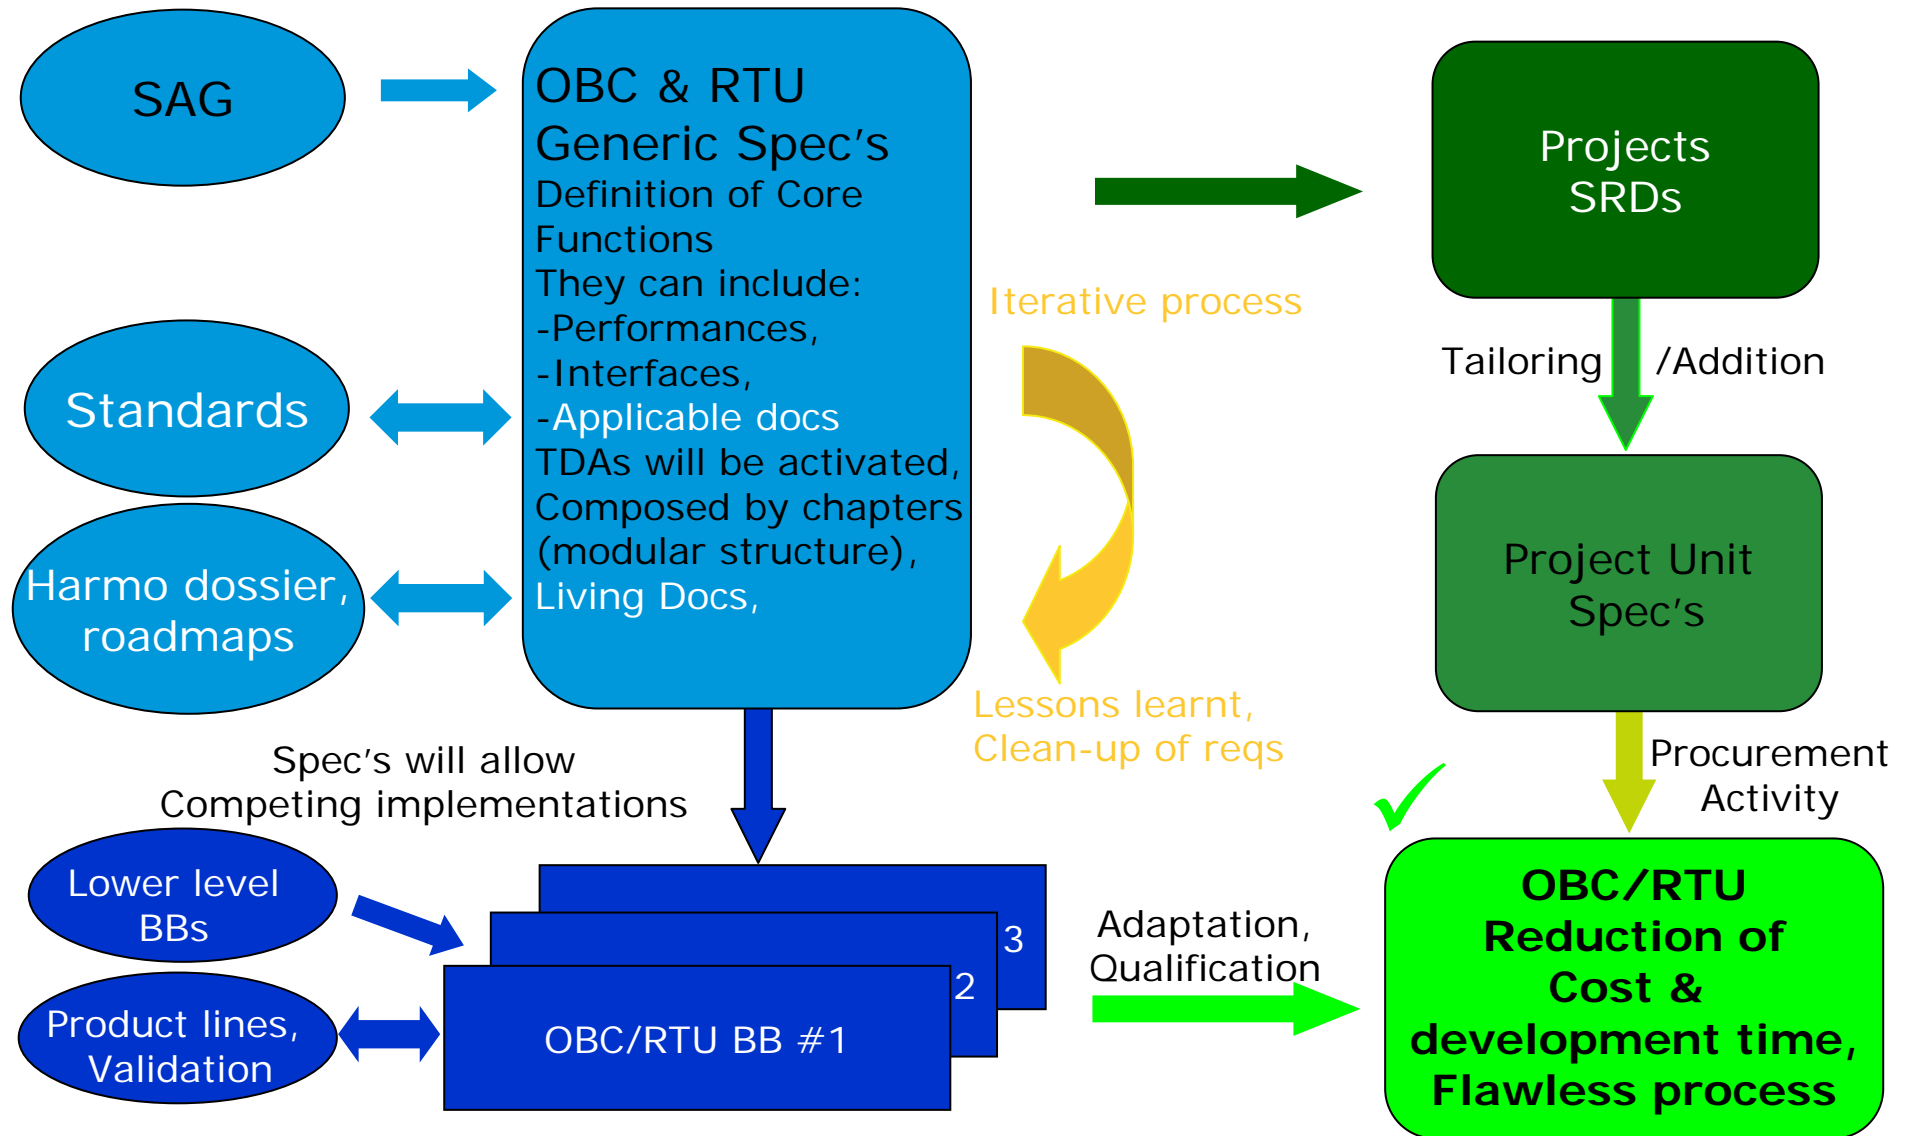 SAG
OBC & RTU
Generic Spec's
Definition of Core
Functions
They can include:
-Performances,
-Interfaces,
-Applicable docs
TDAs will be activated,
Composed by chapters
(modular structure),
Living Docs,
Standards
Harmo dossier,
roadmaps
Projects
SRDs
Iterative process
Tailoring /Addition
Project Unit
Spec's
Lessons learnt,
Clean-up of reqs
Procurement
Activity
Spec's will allow
Competing implementations
Lower level
BBs
Product lines,
Validation
3
2
OBC/RTU BB #1
Adaptation,
Qualification
OBC/RTU
Reduction of
Cost &
development time,
Flawless process